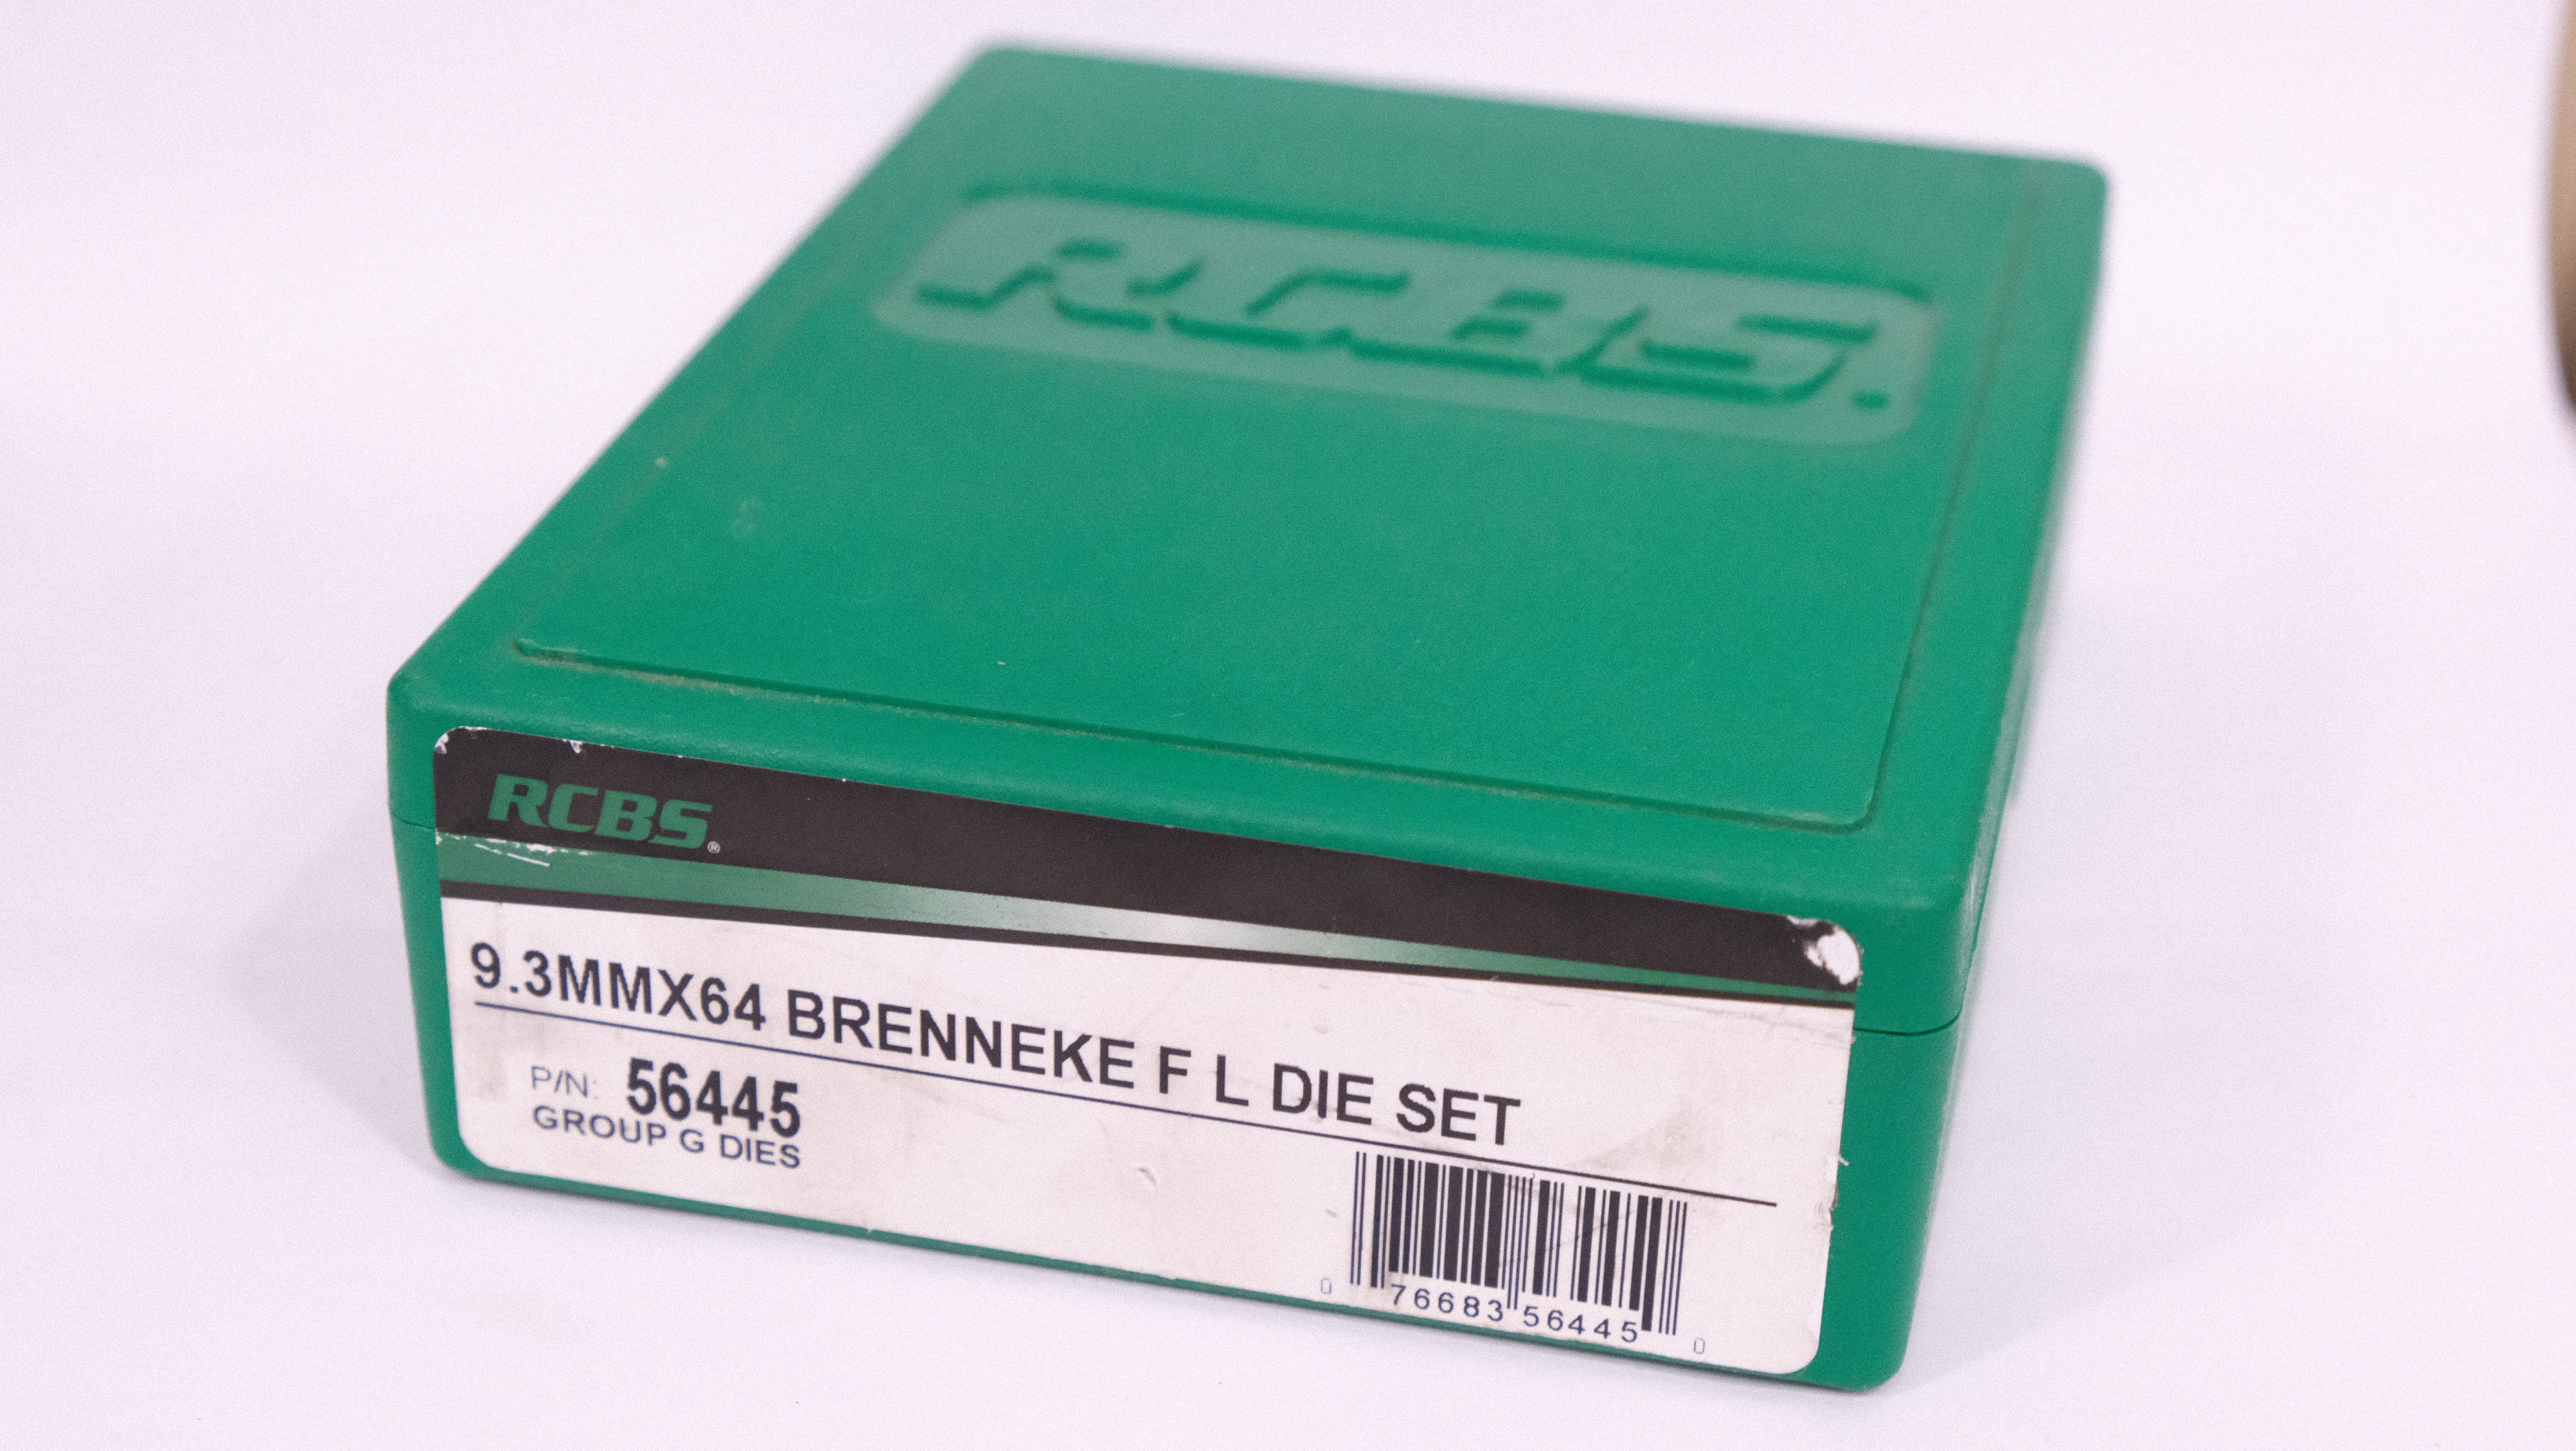 RCBS.
RCBS®
9.3MMX64 BRENNEKE F L DIE SET
P/N: 56445
GROUP G DIES
0 76683 56445 0